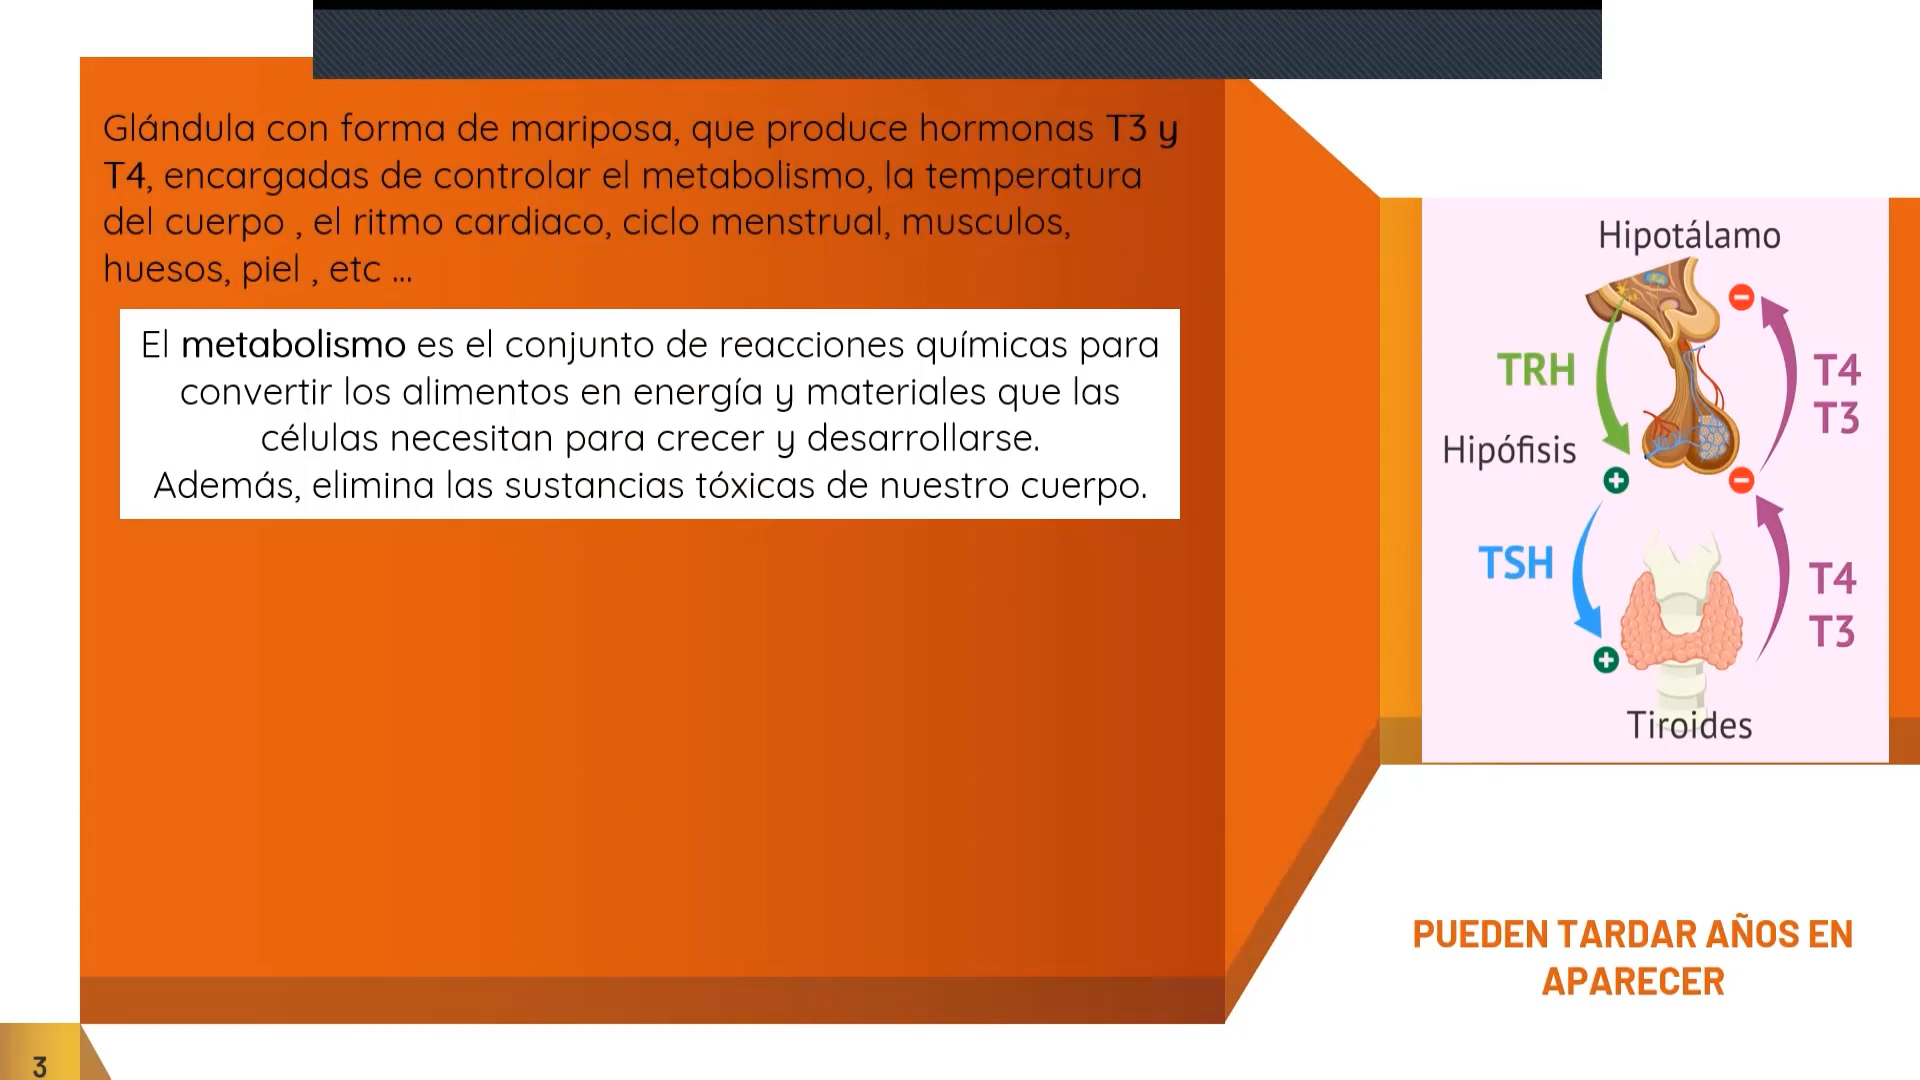 Glándula con forma de mariposa, que produce hormonas T3 y
T4, encargadas de controlar el metabolismo, la temperatura
del cuerpo , el ritmo cardiaco, ciclo menstrual, musculos,
huesos, piel , etc ...
El metabolismo es el conjunto de reacciones químicas para
convertir los alimentos en energía y materiales que las
células necesitan para crecer y desarrollarse.
Además, elimina las sustancias tóxicas de nuestro cuerpo.
Hipotálamo
TRH
T4
T3
Hipófisis
TSH
T4
T3
Tiroides
PUEDEN TARDAR AÑOS EN
APARECER
3